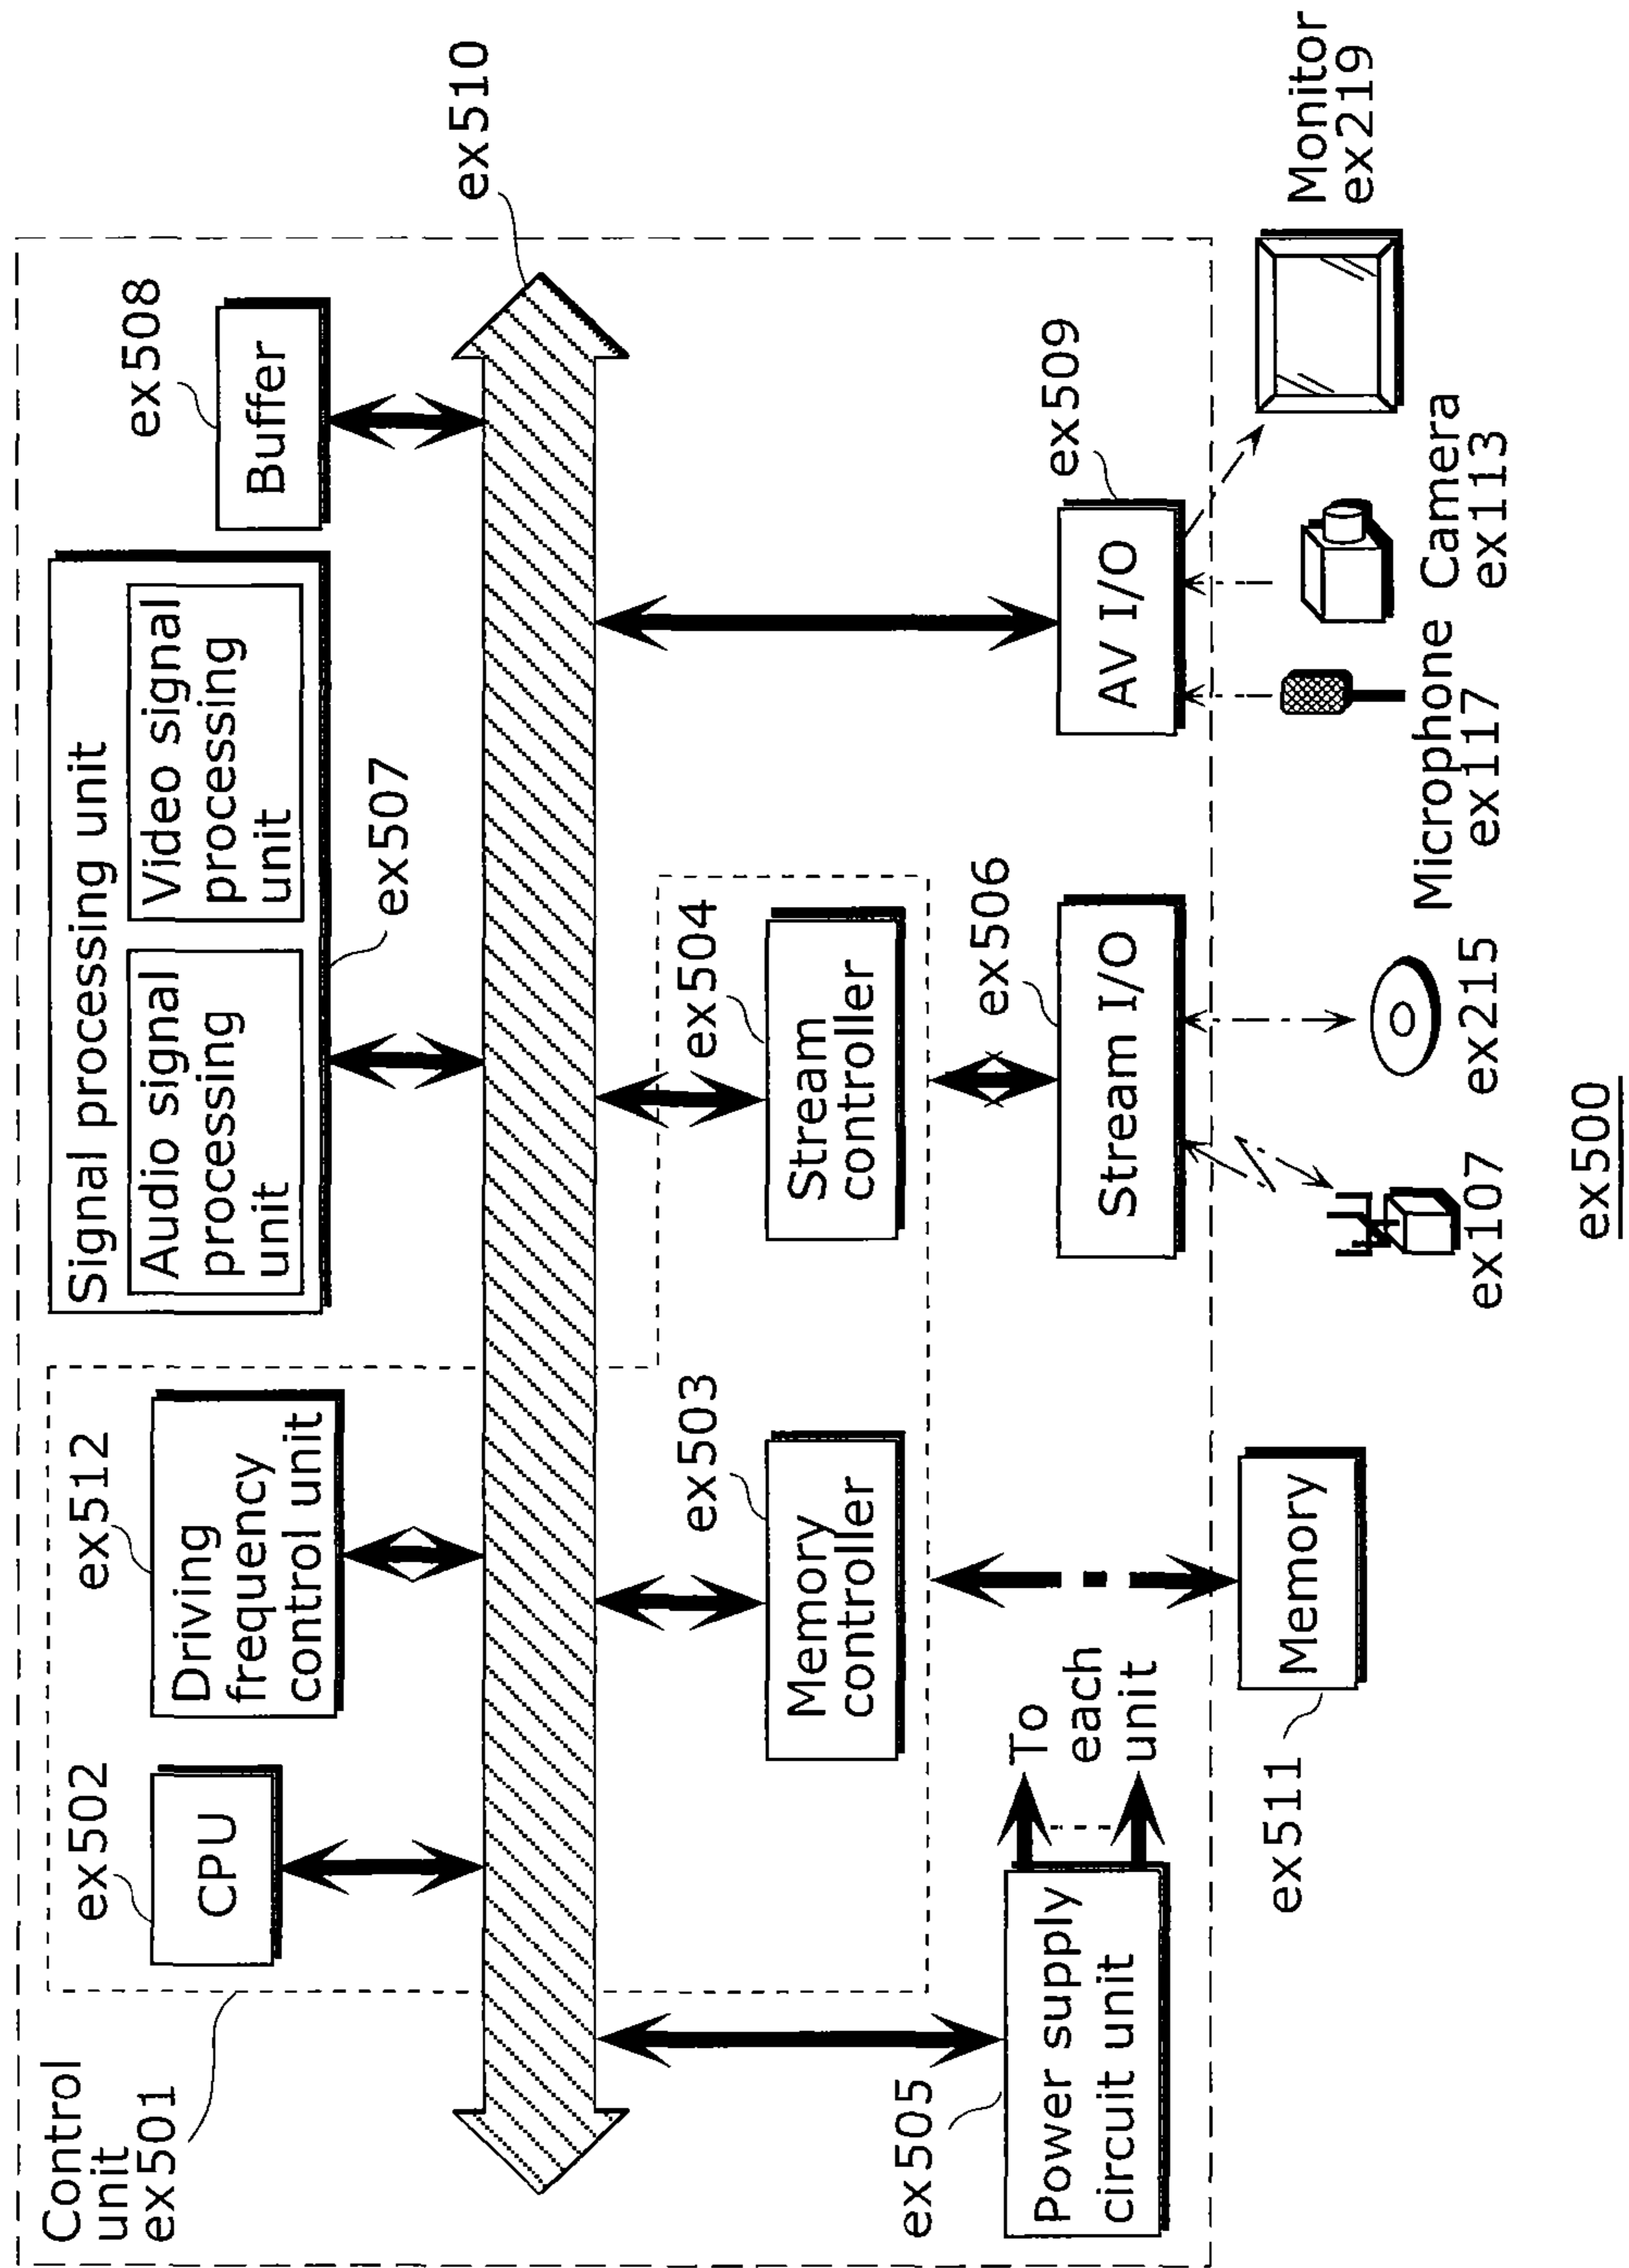 Control
unit
ex501
ex502
CPU
ex512
Driving
frequency
control unit
Signal processing unit
Audio signal
processing
unit
Video signal
processing
unit
ex507
ex508
Buffer
ex510
ex503
Memory
controller
ex504
Stream
controller
ex505
Power supply
circuit unit
To
each
unit
ex506
Stream I/O
ex509
AV I/O
ex511
Memory
ex107
ex215
Microphone
ex117
Camera
ex113
Monitor
ex219
ex500